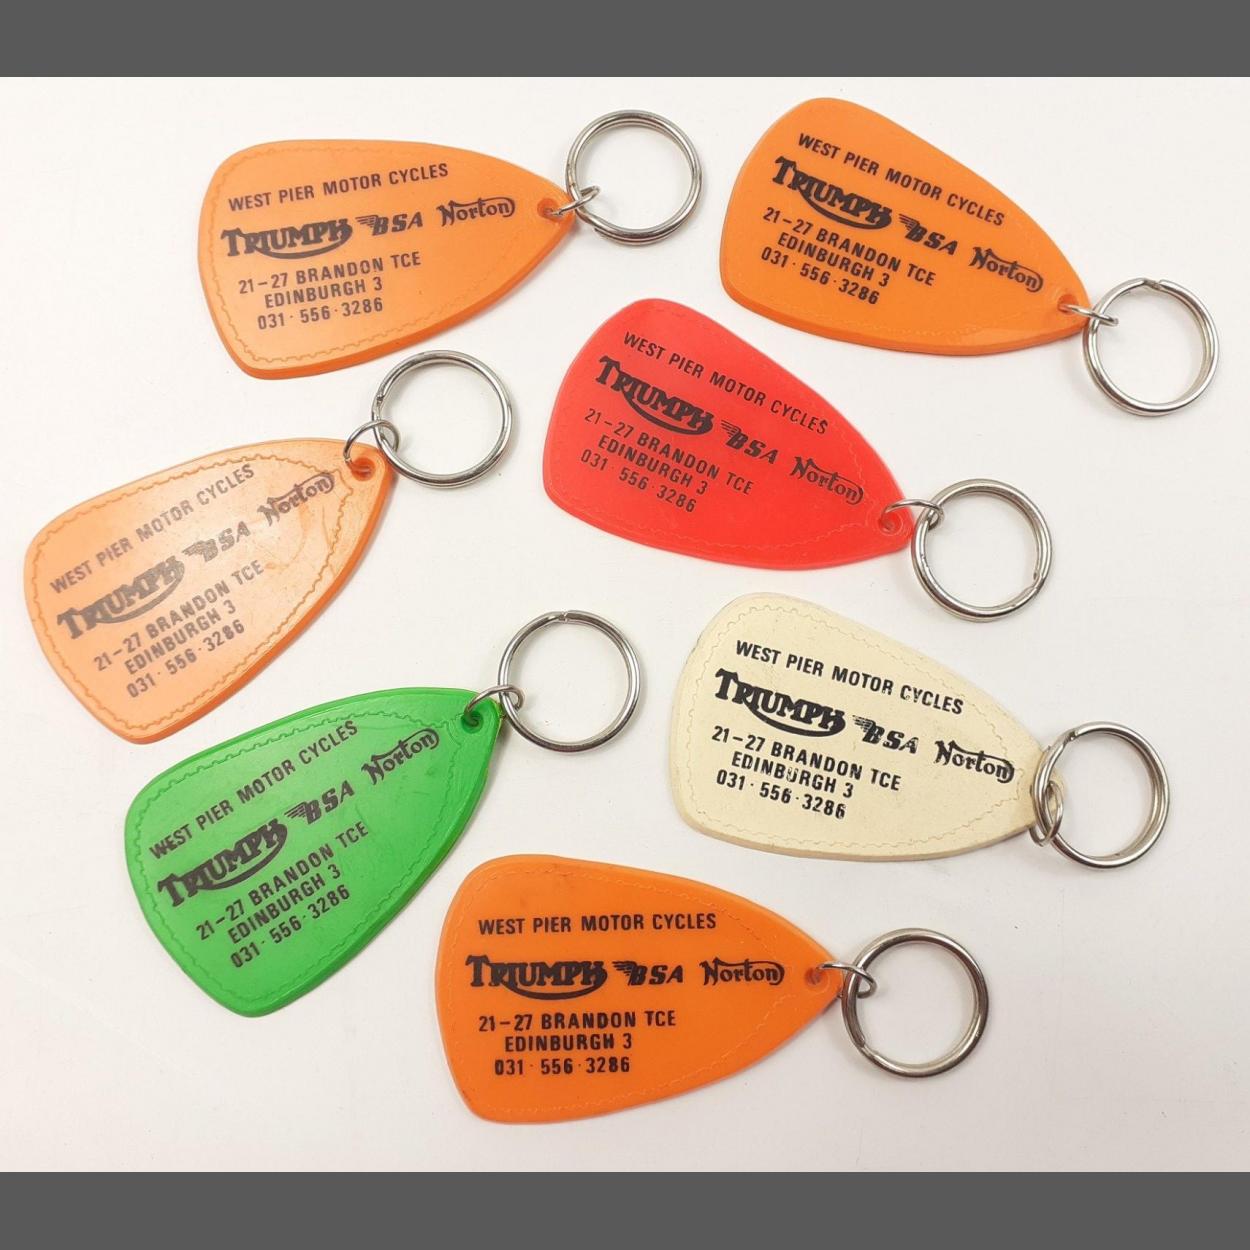 WEST PIER MOTOR CYCLES
TRIUMPH BSA Norton
21-27 BRANDON TCE
EDINBURGH 3
031·556·3286
WEST PIER MOTOR CYCLES
TRIUMPH BSA Norton
21-27 BRANDON TCE
EDINBURGH 3
031·556·3286
WEST PIER MOTOR CYCLES
TRIUMPH BSA Norton
21-27 BRANDON TCE
EDINBURGH 3
031·556·3286
WEST PIER MOTOR CYCLES
TRIUMPH BSA Norton
21-27 BRANDON TCE
EDINBURGH 3
031·556·3286
WEST PIER MOTOR CYCLES
TRIUMPH BSA Norton
21-27 BRANDON TCE
EDINBURGH 3
031·556·3286
WEST PIER MOTOR CYCLES
TRIUMPH BSA Norton
21-27 BRANDON TCE
EDINBURGH 3
031·556·3286
WEST PIER MOTOR CYCLES
TRIUMPH BSA Norton
21-27 BRANDON TCE
EDINBURGH 3
031·556·3286